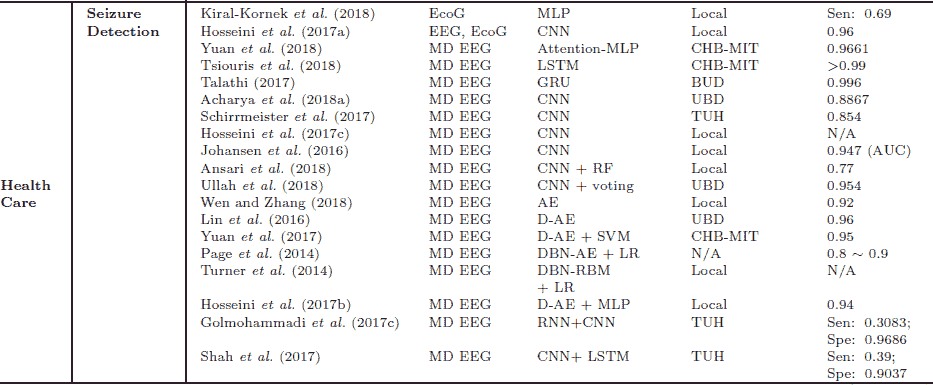 Seizure Kiral-Kornek et al. (2018) EcoG MLP Local Sen: 0.69
Detection Hosseini et al. (2017a) EEG, EcoG CNN Local 0.96
Yuan et al. (2018) MD EEG Attention-MLP CHB-MIT 0.9661
Tsiouris et al. (2018) MD EEG LSTM CHB-MIT >0.99
Talathi (2017) MD EEG GRU BUD 0.996
Acharya et al. (2018a) MD EEG CNN UBD 0.8867
Schirrmeister et al. (2017) MD EEG CNN TUH 0.854
Hosseini et al. (2017c) MD EEG CNN Local N/A
Johansen et al. (2016) MD EEG CNN Local 0.947 (AUC)
Ansari et al. (2018) MD EEG CNN + RF Local 0.77
Health Ullah et al. (2018) MD EEG CNN + voting UBD 0.954
Care Wen and Zhang (2018) MD EEG AE Local 0.92
Lin et al. (2016) MD EEG D-AE UBD 0.96
Yuan et al. (2017) MD EEG D-AE + SVM CHB-MIT 0.95
Page et al. (2014) MD EEG DBN-AE + LR N/A 0.8 ∼ 0.9
Turner et al. (2014) MD EEG DBN-RBM Local N/A
+ LR
Hosseini et al. (2017b) MD EEG D-AE + MLP Local 0.94
Golmohammadi et al. (2017c) MD EEG RNN+CNN TUH Sen: 0.3083;
Spe: 0.9686
Shah et al. (2017) MD EEG CNN+ LSTM TUH Sen: 0.39;
Spe: 0.9037